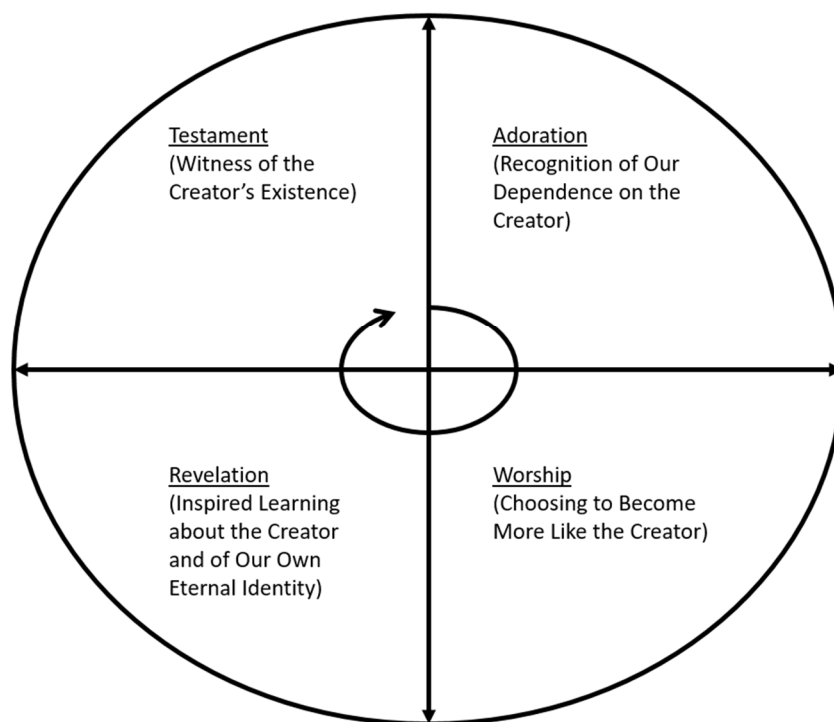 Testament
(Witness of the
Creator’s Existence)
Adoration
(Recognition of Our
Dependence on the
Creator)
Revelation
(Inspired Learning
about the Creator
and of Our Own
Eternal Identity)
Worship
(Choosing to Become
More Like the Creator)